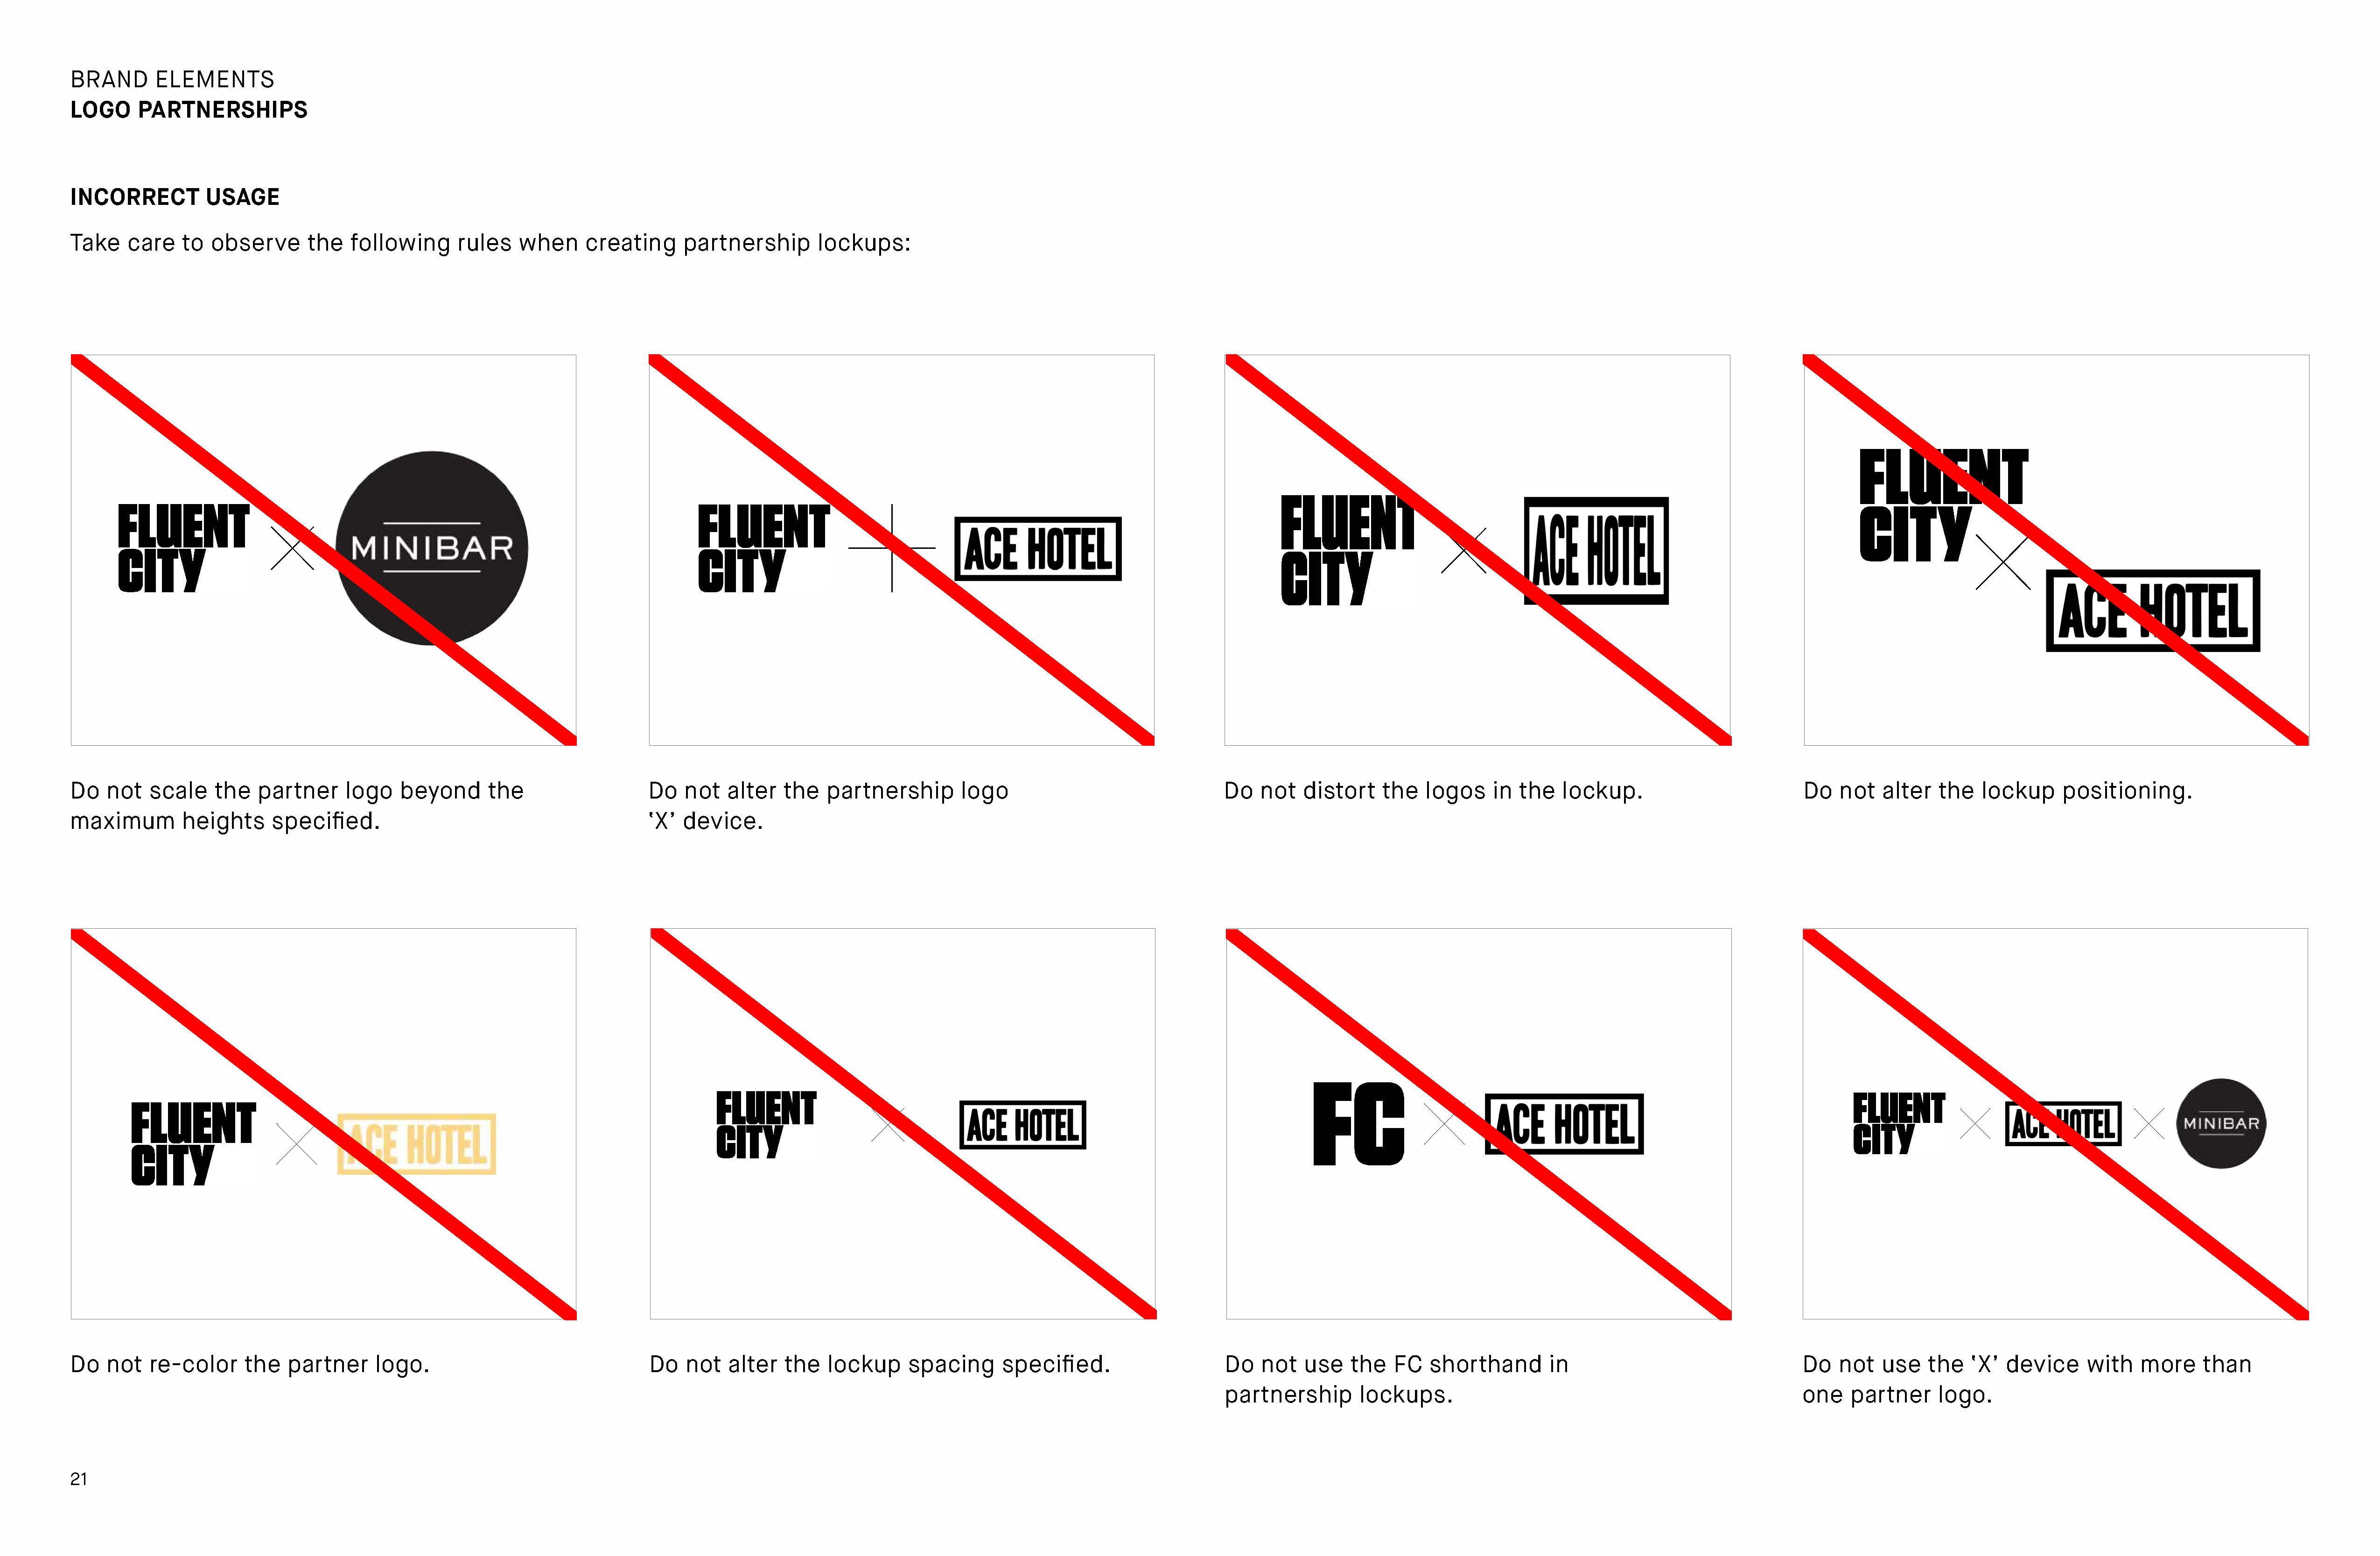 BRAND ELEMENTS
LOGO PARTNERSHIPS
INCORRECT USAGE
Take care to observe the following rules when creating partnership lockups:
FLUENT
CITY
MINIBAR
Do not scale the partner logo beyond the
maximum heights specified.
FLUENT
CITY
ACE HOTEL
Do not alter the partnership logo
‘X’ device.
FLUENT
CITY
ACE HOTEL
Do not distort the logos in the lockup.
FLUENT
CITY
ACE HOTEL
Do not alter the lockup positioning.
FLUENT
CITY
ACE HOTEL
Do not re-color the partner logo.
FLUENT
CITY
ACE HOTEL
Do not alter the lockup spacing specified.
FC
ACE HOTEL
Do not use the FC shorthand in
partnership lockups.
FLUENT
CITY
ACE HOTEL
MINIBAR
Do not use the ‘X’ device with more than
one partner logo.
21